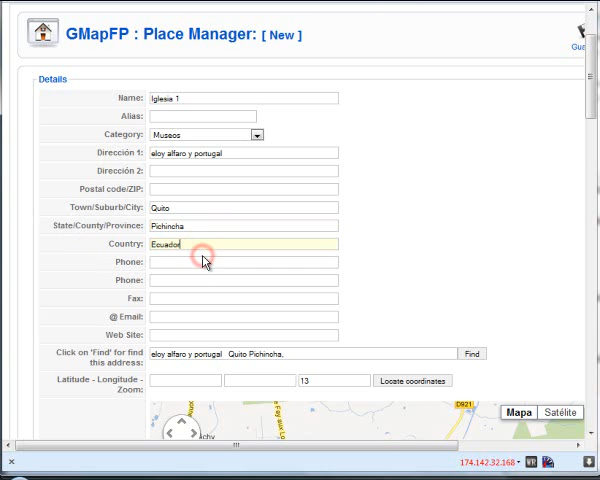 GMapFP : Place Manager: [ New ]
Gua
Details
Name: Iglesia 1
Alias:
Category: Museos
Dirección 1: eloy alfaro y portugal
Dirección 2:
Postal code/ZIP:
Town/Suburb/City: Quito
State/County/Province: Pichincha
Country: Ecuador
Phone:
Phone:
Fax:
@ Email:
Web Site:
Click on 'Find' for find this address: eloy alfaro y portugal Quito Pichincha, Find
Latitude - Longitude - Zoom: 13 Locate coordinates
D921
Mapa Satélite
174.142.32.168